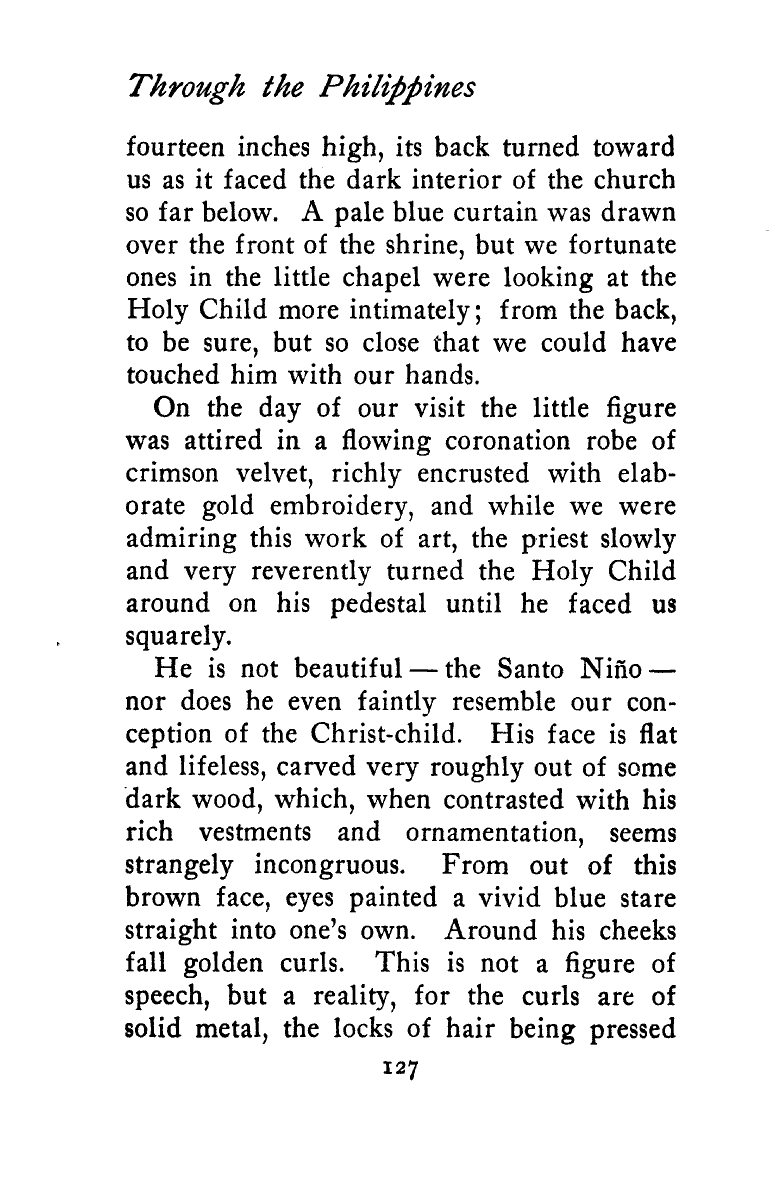 Through the Philippines
fourteen inches high, its back turned toward
us as it faced the dark interior of the church
so far below. A pale blue curtain was drawn
over the front of the shrine, but we fortunate
ones in the little chapel were looking at the
Holy Child more intimately; from the back,
to be sure, but so close that we could have
touched him with our hands.
On the day of our visit the little figure
was attired in a flowing coronation robe of
crimson velvet, richly encrusted with elab-
orate gold embroidery, and while we were
admiring this work of art, the priest slowly
and very reverently turned the Holy Child
around on his pedestal until he faced us
squarely.
He is not beautiful — the Santo Niño —
nor does he even faintly resemble our con-
ception of the Christ-child. His face is flat
and lifeless, carved very roughly out of some
dark wood, which, when contrasted with his
rich vestments and ornamentation, seems
strangely incongruous. From out of this
brown face, eyes painted a vivid blue stare
straight into one's own. Around his cheeks
fall golden curls. This is not a figure of
speech, but a reality, for the curls are of
solid metal, the locks of hair being pressed
127